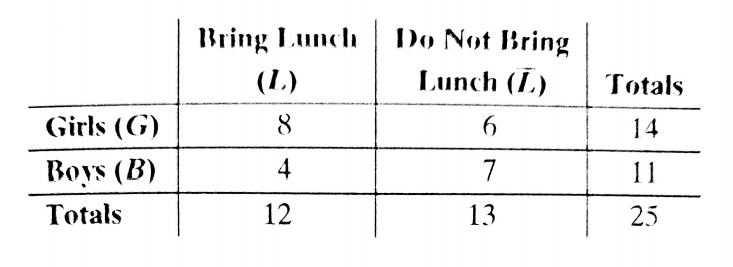 Bring Lunch Do Not Bring
(L) Lunch (L̄) Totals
Girls (G) 8 6 14
Boys (B) 4 7 11
Totals 12 13 25